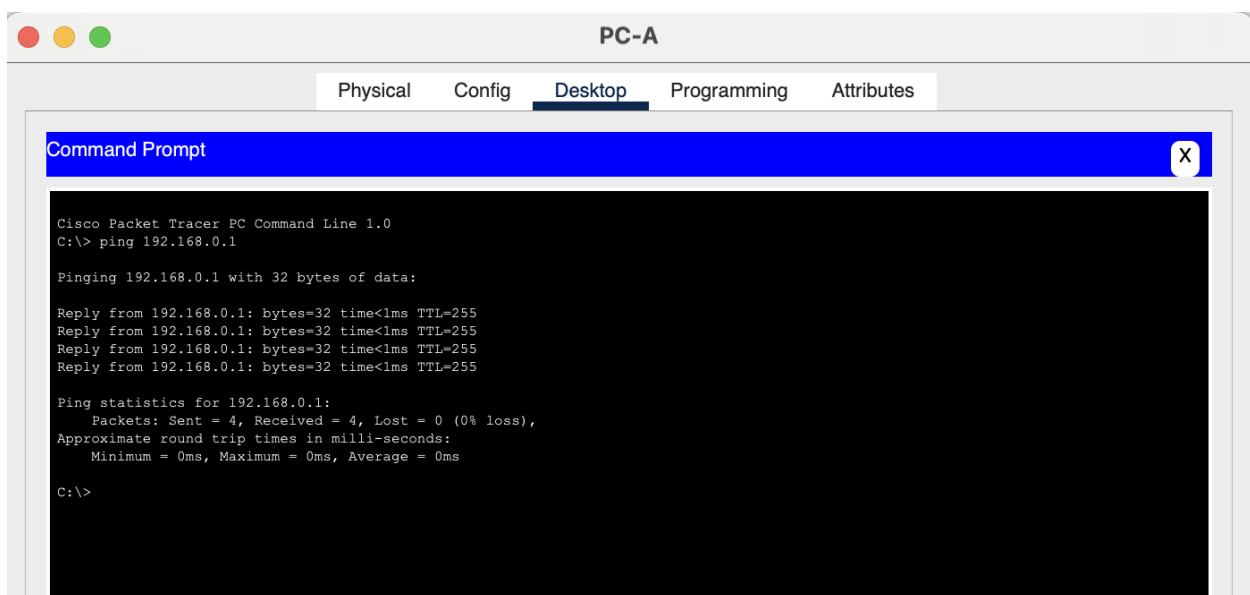 PC-A
Physical Config Desktop Programming Attributes
Command Prompt
X
Cisco Packet Tracer PC Command Line 1.0
C:\> ping 192.168.0.1
Pinging 192.168.0.1 with 32 bytes of data:
Reply from 192.168.0.1: bytes=32 time<1ms TTL=255
Reply from 192.168.0.1: bytes=32 time<1ms TTL=255
Reply from 192.168.0.1: bytes=32 time<1ms TTL=255
Reply from 192.168.0.1: bytes=32 time<1ms TTL=255
Ping statistics for 192.168.0.1:
    Packets: Sent = 4, Received = 4, Lost = 0 (0% loss),
Approximate round trip times in milli-seconds:
    Minimum = 0ms, Maximum = 0ms, Average = 0ms
C:\>